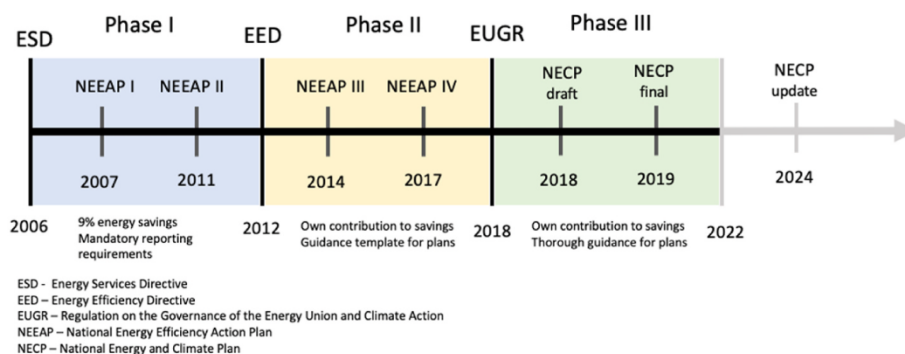 Phase I
Phase II
Phase III
ESD
EED
EUGR
NEEAP I
NEEAP II
NEEAP III
NEEAP IV
NECP
draft
NECP
final
NECP
update
2007
2011
2014
2017
2018
2019
2024
2006
9% energy savings
Mandatory reporting
requirements
2012
Own contribution to savings
Guidance template for plans
2018
Own contribution to savings
Thorough guidance for plans
2022
ESD - Energy Services Directive
EED – Energy Efficiency Directive
EUGR – Regulation on the Governance of the Energy Union and Climate Action
NEEAP – National Energy Efficiency Action Plan
NECP – National Energy and Climate Plan